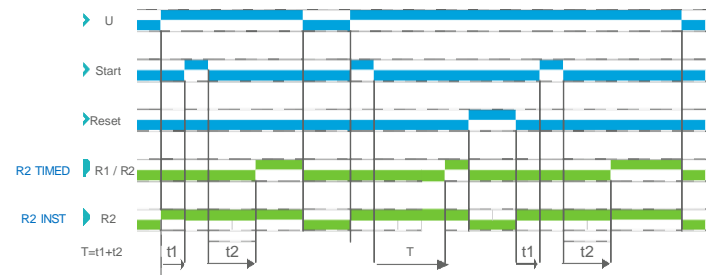 U
Start
Reset
R2 TIMED R1 / R2
R2 INST R2
T=t1+t2 t1 t2 T t1 t2